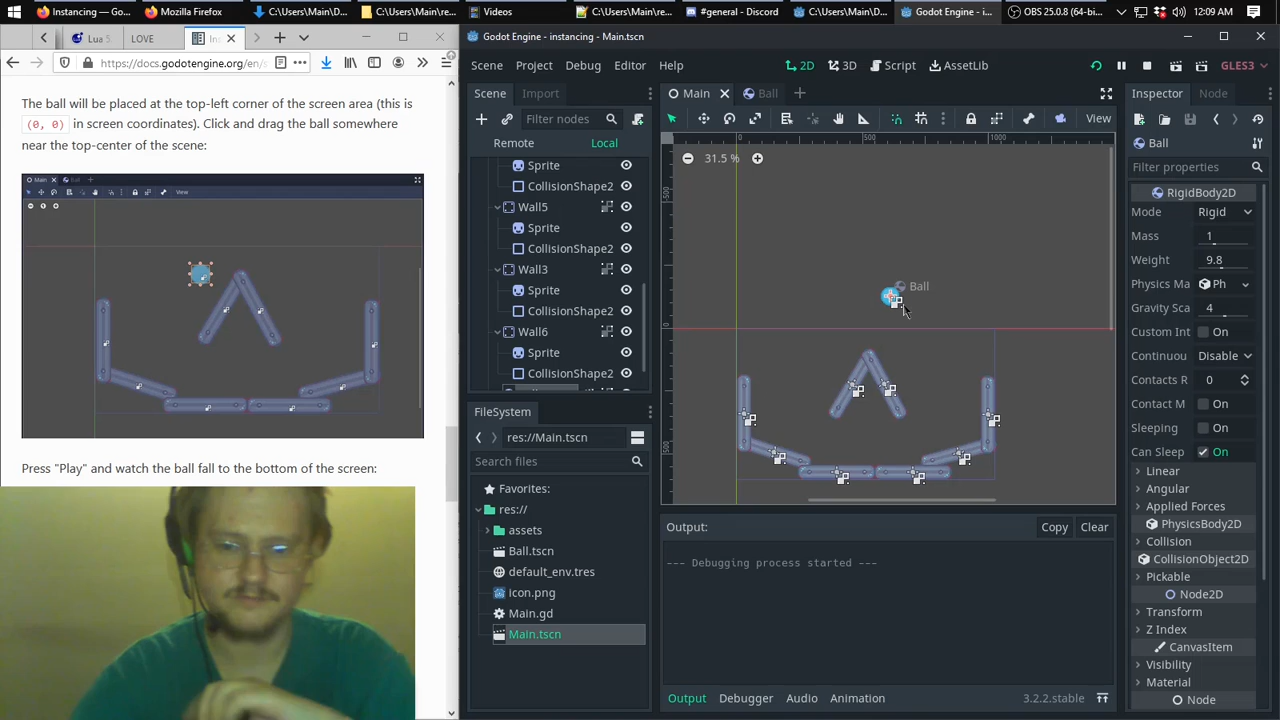 Instancing — Go...
Mozilla Firefox
C:\Users\Main\D...
C:\Users\Main\re...
Videos
C:\Users\Main\re...
#general - Discord
C:\Users\Main\D...
Godot Engine - i...
OBS 25.0.8 (64-bi...
12:09 AM
Lua 5.
LOVE
Ins
https://docs.godotengine.org/en/s
The ball will be placed at the top-left corner of the screen area (this is
(0, 0) in screen coordinates). Click and drag the ball somewhere
near the top-center of the scene:
Main
Ball
View
Press "Play" and watch the ball fall to the bottom of the screen:
Godot Engine - instancing - Main.tscn
Scene Project Debug Editor Help
2D 3D Script AssetLib
GLES3
Scene Import
Filter nodes
Remote Local
Sprite
CollisionShape2
Wall5
Sprite
CollisionShape2
Wall3
Sprite
CollisionShape2
Wall6
Sprite
CollisionShape2
FileSystem
res://Main.tscn
Search files
Favorites:
res://
assets
Ball.tscn
default_env.tres
icon.png
Main.gd
Main.tscn
Main
Ball
View
0
500
1000
500
0
500
31.5 %
Ball
Output:
Copy Clear
--- Debugging process started ---
Output Debugger Audio Animation
3.2.2.stable
Inspector Node
Ball
Filter properties
RigidBody2D
Mode Rigid
Mass 1
Weight 9.8
Physics Ma Ph
Gravity Sca 4
Custom Int On
Continuou Disable
Contacts R 0
Contact M On
Sleeping On
Can Sleep On
Linear
Angular
Applied Forces
PhysicsBody2D
Collision
CollisionObject2D
Pickable
Node2D
Transform
Z Index
CanvasItem
Visibility
Material
Node